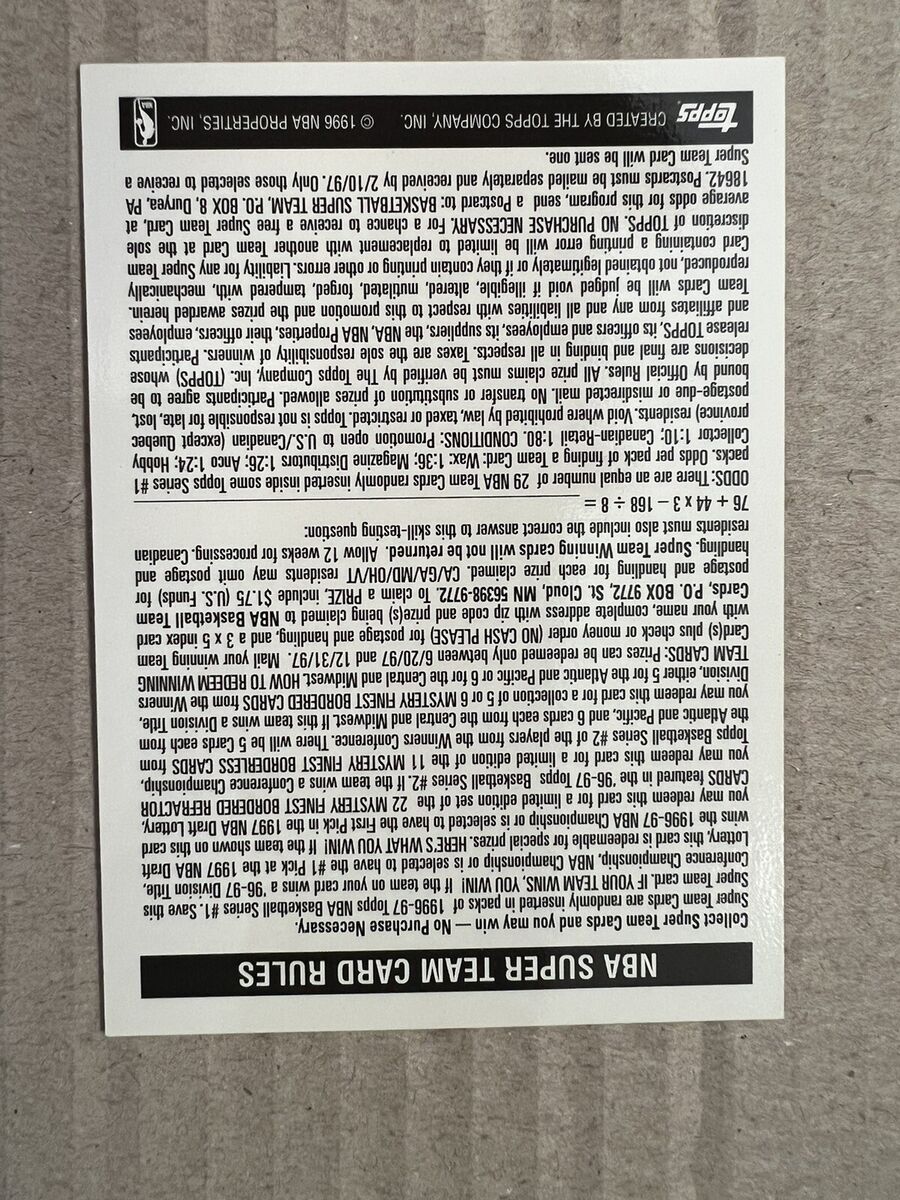 NBA SUPER TEAM CARD RULES
Collect Super Team Cards and you may win — No Purchase Necessary.
Super Team Cards are randomly inserted in packs of 1996-97 Topps NBA Basketball Series #1. Save this
Super Team card. IF YOUR TEAM WINS, YOU WIN! If the team on your card wins a '96-97 Division Title,
Conference Championship, NBA Championship or is selected to have the #1 Pick at the 1997 NBA Draft
Lottery, this card is redeemable for special prizes. HERE'S WHAT YOU WIN! If the team shown on this card
wins the 1996-97 NBA Championship or is selected to have the First Pick in the 1997 NBA Draft Lottery,
you may redeem this card for a limited edition set of the 22 MYSTERY FINEST BORDERED REFRACTOR
CARDS featured in the '96-97 Topps Basketball Series #2. If the team wins a Conference Championship,
you may redeem this card for a limited edition of the 11 MYSTERY FINEST BORDERLESS CARDS from
Topps Basketball Series #2 of the players from the Winners Conference. There will be 5 Cards each from
the Atlantic and Pacific, and 6 cards each from the Central and Midwest. If this team wins a Division Title,
you may redeem this card for a collection of 5 or 6 MYSTERY FINEST BORDERED CARDS from the Winners
Division, either 5 for the Atlantic and Pacific or 6 for the Central and Midwest. HOW TO REDEEM WINNING
TEAM CARDS: Prizes can be redeemed only between 6/20/97 and 12/31/97. Mail your winning Team
Card(s) plus check or money order (NO CASH PLEASE) for postage and handling, and a 3 x 5 index card
with your name, complete address with zip code and prize(s) being claimed to NBA Basketball Team
Cards, P.O. BOX 9772, St. Cloud, MN 56398-9772. To claim a PRIZE, include $1.75 (U.S. Funds) for
postage and handling for each prize claimed. CA/GA/MD/OH/VT residents may omit postage and
handling. Super Team Winning cards will not be returned. Allow 12 weeks for processing. Canadian
residents must also include the correct answer to this skill-testing question:
76 + 44 x 3 – 168 ÷ 8 =
ODDS: There are an equal number of 29 NBA Team Cards randomly inserted inside some Topps Series #1
packs. Odds per pack of finding a Team Card: Wax: 1:36; Magazine Distributors 1:26; Anco 1:24; Hobby
Collector 1:10; Canadian-Retail 1:80. CONDITIONS: Promotion open to U.S./Canadian (except Quebec
province) residents. Void where prohibited by law, taxed or restricted. Topps is not responsible for late, lost,
postage-due or misdirected mail. No transfer or substitution of prizes allowed. Participants agree to be
bound by Official Rules. All prize claims must be verified by The Topps Company, Inc. (TOPPS) whose
decisions are final and binding in all respects. Taxes are the sole responsibility of winners. Participants
release TOPPS, its officers and employees, its suppliers, the NBA, NBA Properties, their officers, employees
and affiliates from any and all liabilities with respect to this promotion and the prizes awarded herein.
Team Cards will be judged void if illegible, altered, mutilated, forged, tampered with, mechanically
reproduced, not obtained legitimately or if they contain printing or other errors. Liability for any Super Team
Card containing a printing error will be limited to replacement with another Team Card at the sole
discretion of TOPPS. NO PURCHASE NECESSARY. For a chance to receive a free Super Team Card, at
average odds for this program, send a Postcard to: BASKETBALL SUPER TEAM, P.O. BOX 8, Duryea, PA
18642. Postcards must be mailed separately and received by 2/10/97. Only those selected to receive a
Super Team Card will be sent one.
Topps CREATED BY THE TOPPS COMPANY, INC. © 1996 NBA PROPERTIES, INC. NBA